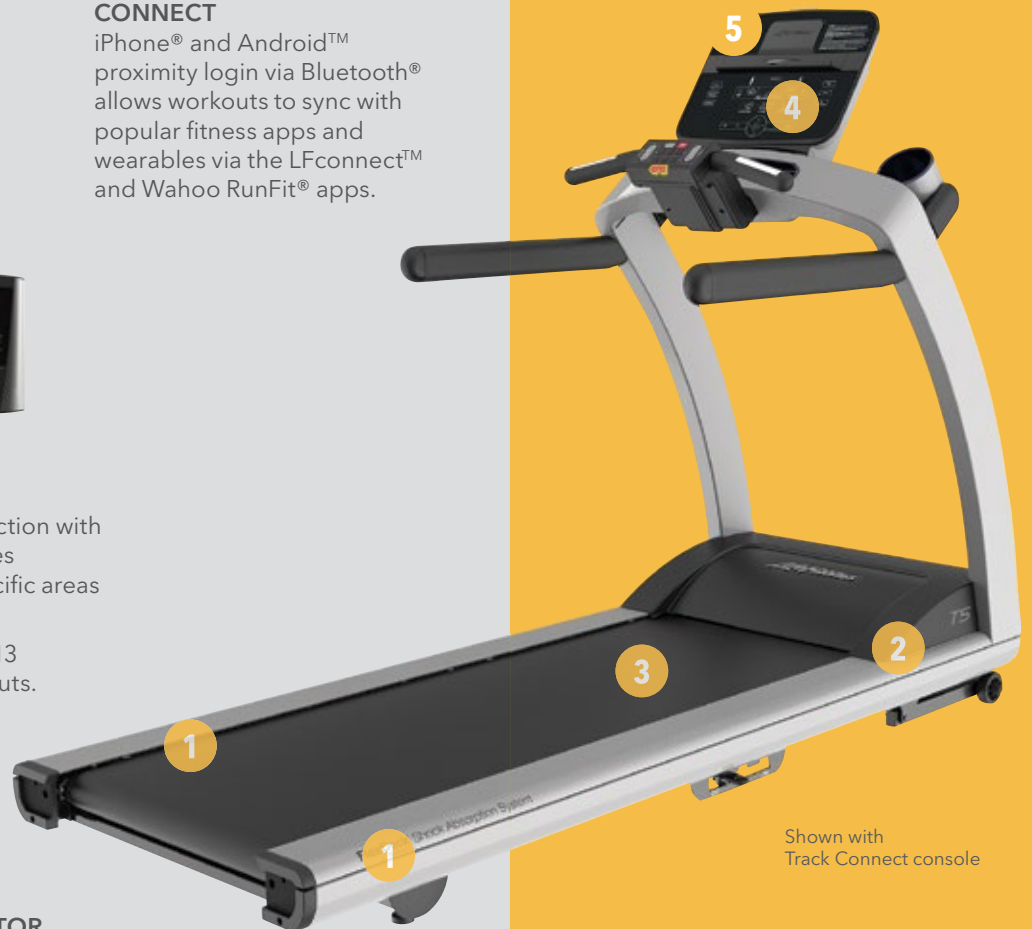 CONNECT
iPhone® and Android™
proximity login via Bluetooth®
allows workouts to sync with
popular fitness apps and
wearables via the LFconnect™
and Wahoo RunFit® apps.
5
4
ction with
es
cific areas
13
uts.
T5
2
3
1
Shock Absorption System
1
Shown with
Track Connect console
TOR